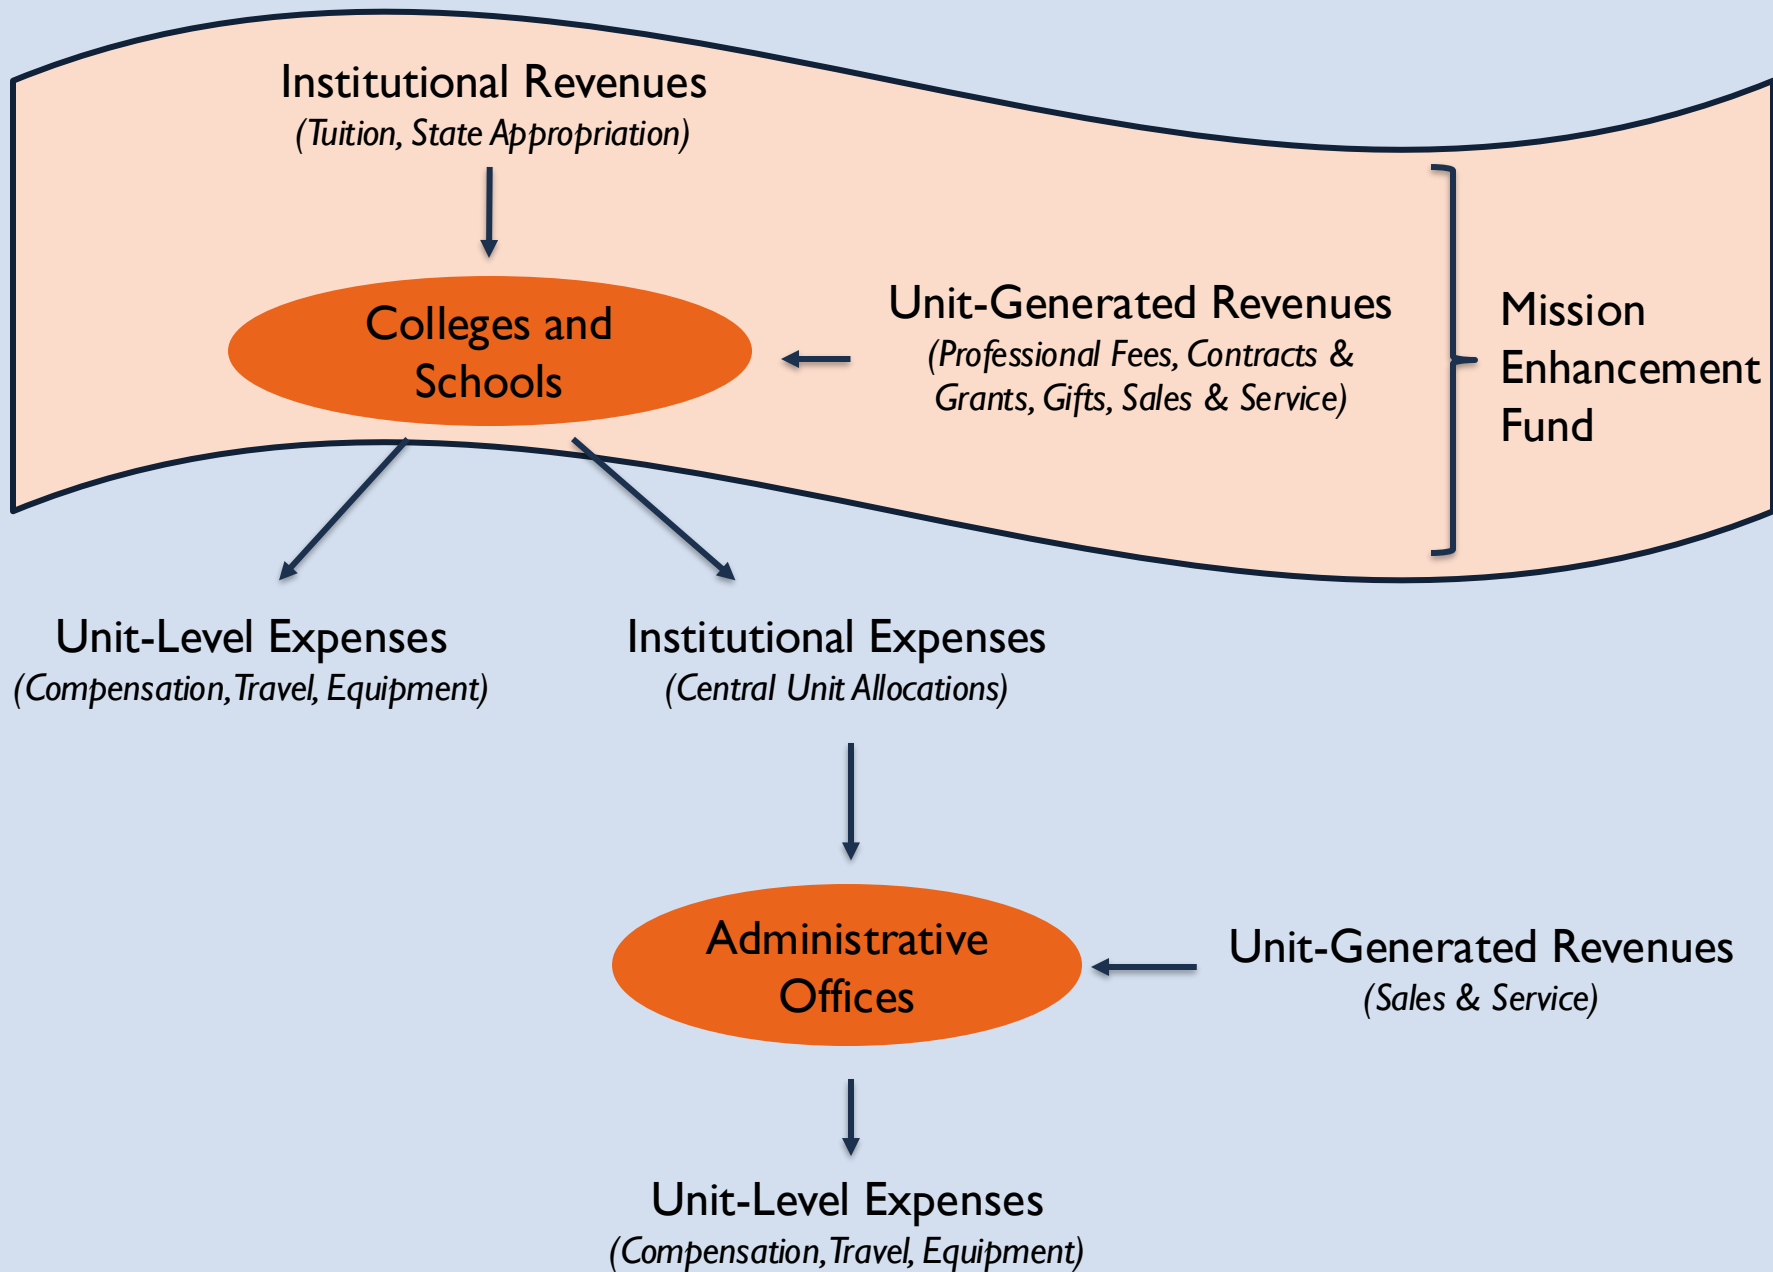 Institutional Revenues
(Tuition, State Appropriation)
Colleges and
Schools
Unit-Generated Revenues
(Professional Fees, Contracts &
Grants, Gifts, Sales & Service)
Mission
Enhancement
Fund
Unit-Level Expenses
(Compensation, Travel, Equipment)
Institutional Expenses
(Central Unit Allocations)
Administrative
Offices
Unit-Generated Revenues
(Sales & Service)
Unit-Level Expenses
(Compensation, Travel, Equipment)